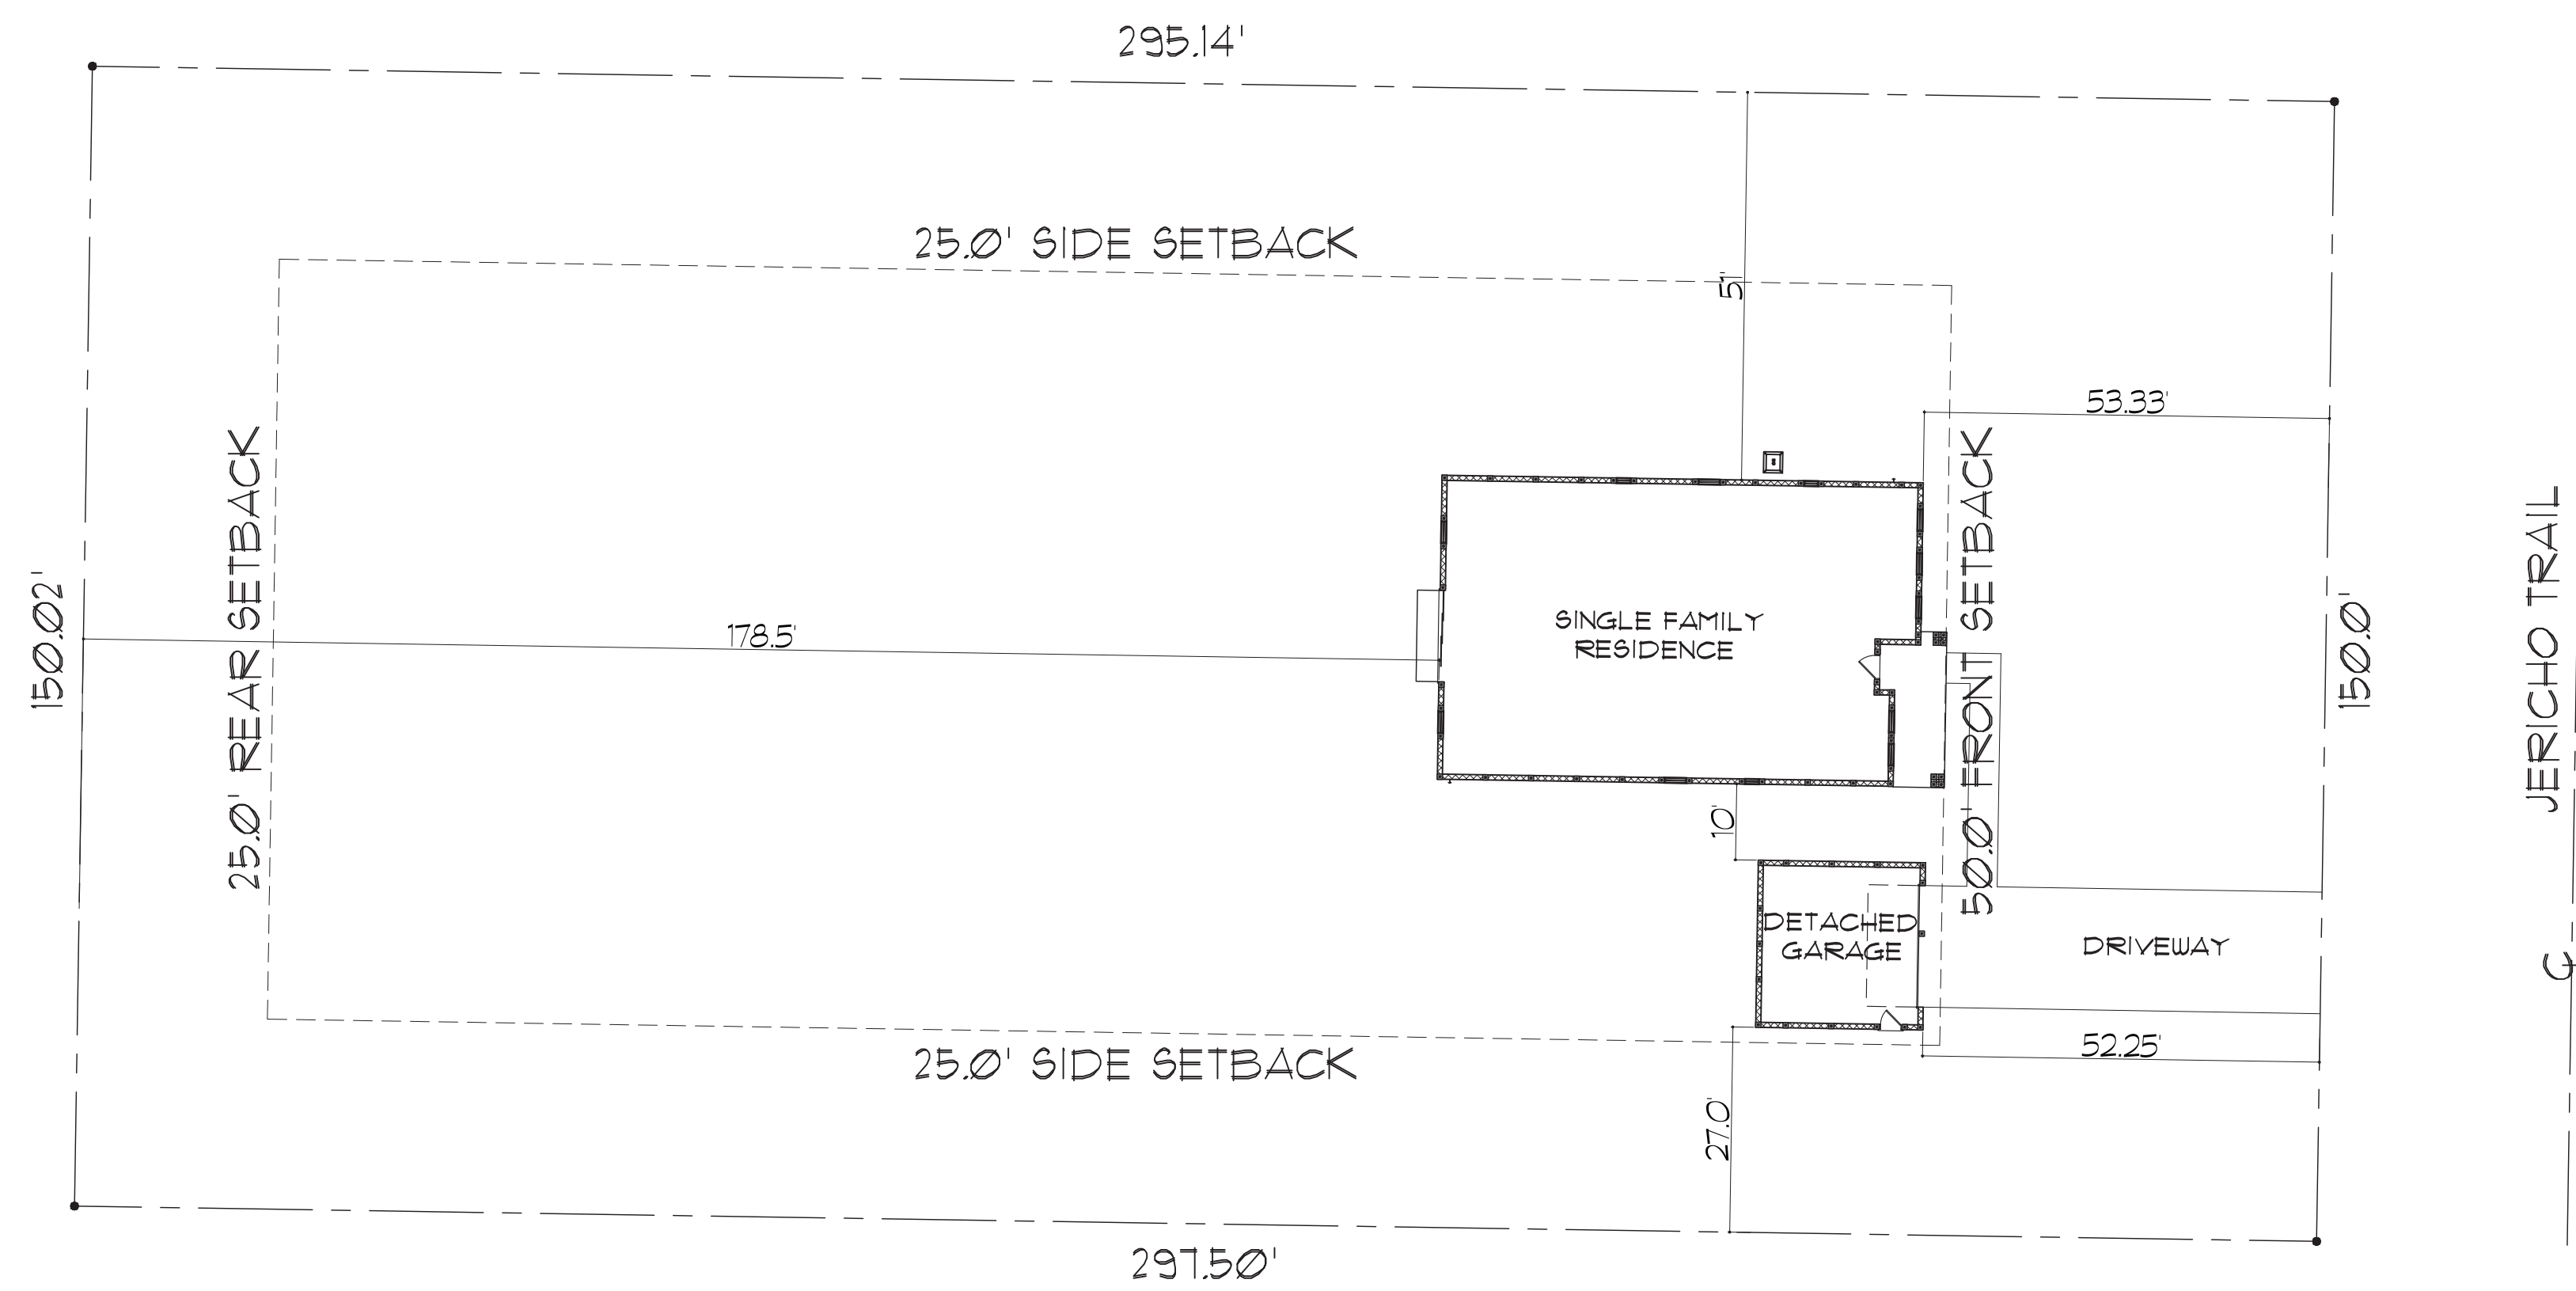 295.14'
25.0' SIDE SETBACK
51'
53.33'
25.0' REAR SETBACK
50.0' FRONT SETBACK
JERICHO TRAIL
150.02'
178.5'
SINGLE FAMILY
RESIDENCE
150.0'
10'
DETACHED
GARAGE
DRIVEWAY
52.25'
25.0' SIDE SETBACK
27.0'
297.50'